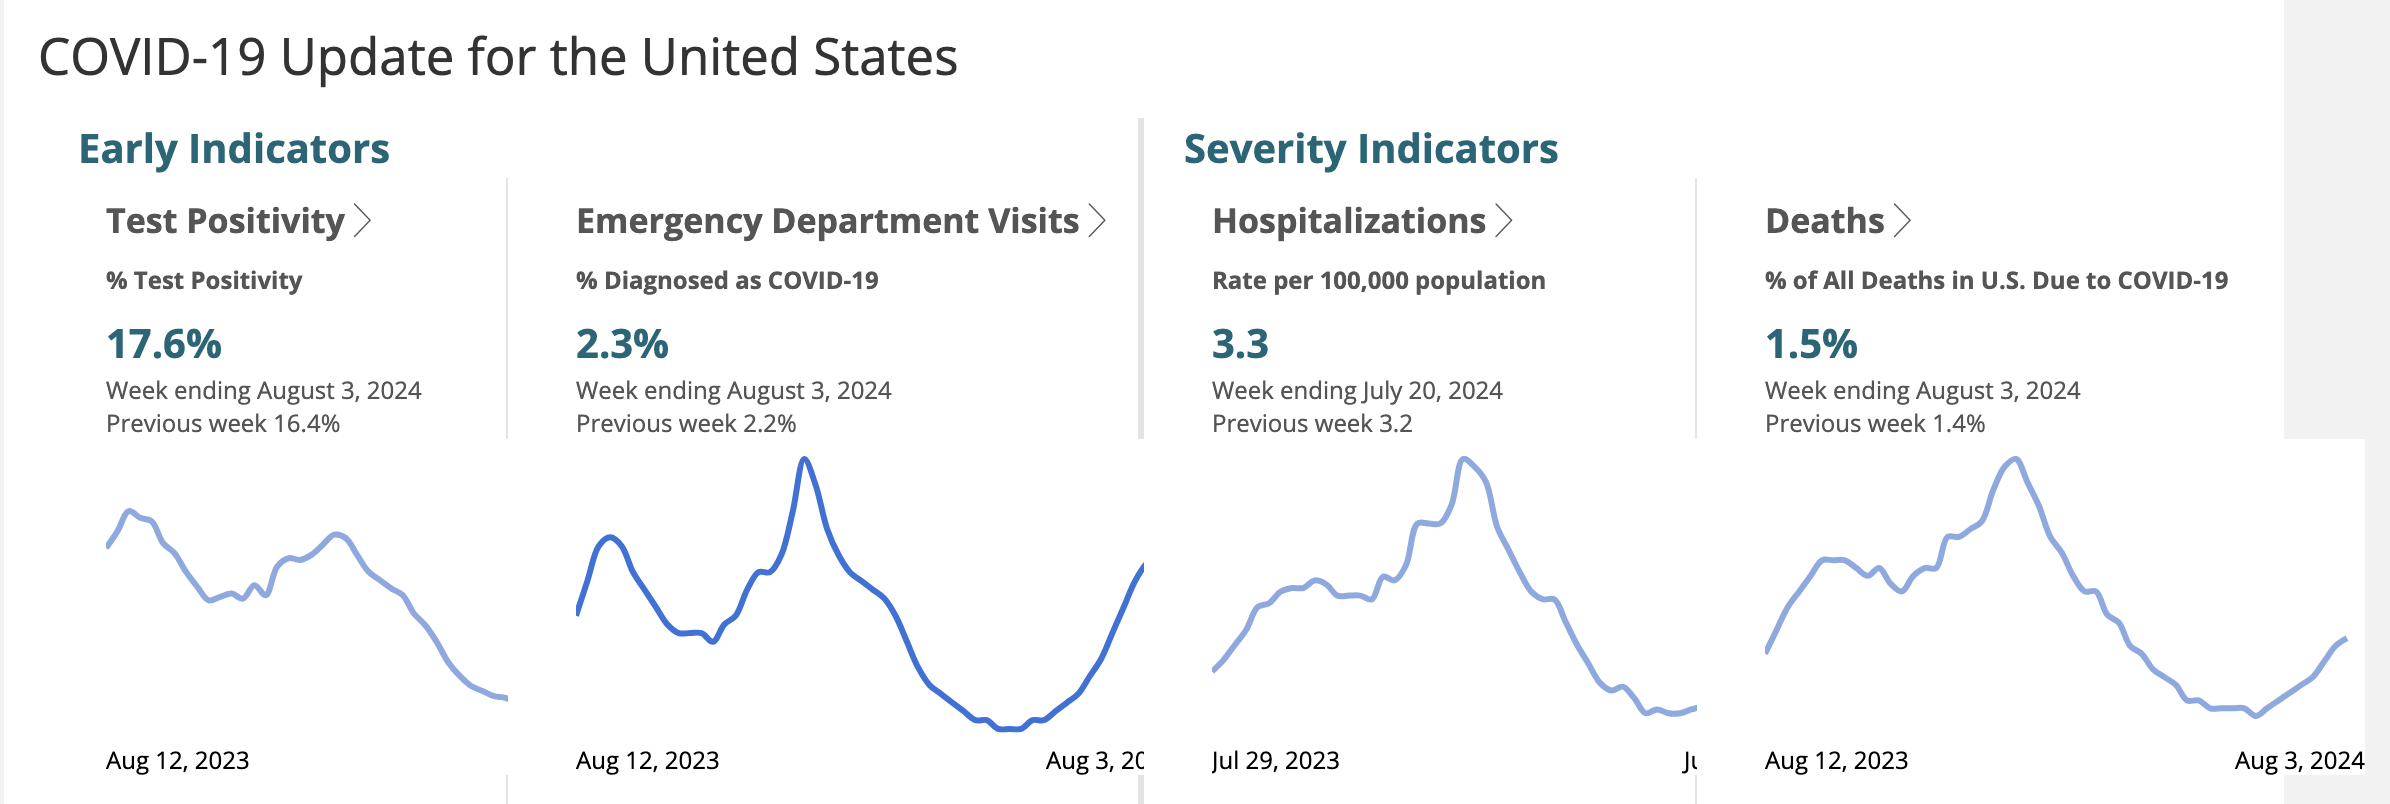 COVID-19 Update for the United States
Early Indicators
Test Positivity
% Test Positivity
17.6%
Week ending August 3, 2024
Previous week 16.4%
Aug 12, 2023
Emergency Department Visits
% Diagnosed as COVID-19
2.3%
Week ending August 3, 2024
Previous week 2.2%
Aug 12, 2023
Aug 3, 20
Severity Indicators
Hospitalizations
Rate per 100,000 population
3.3
Week ending July 20, 2024
Previous week 3.2
Jul 29, 2023
Deaths
% of All Deaths in U.S. Due to COVID-19
1.5%
Week ending August 3, 2024
Previous week 1.4%
Aug 12, 2023
Aug 3, 2024